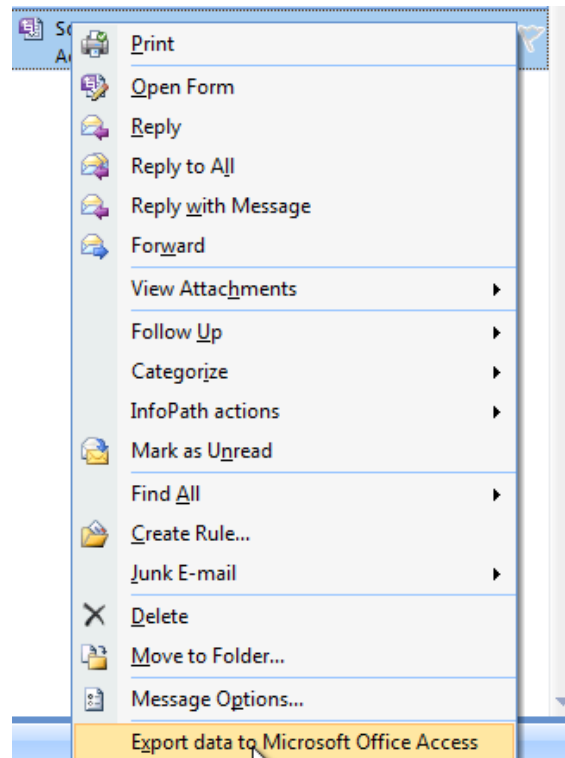 Print
Open Form
Reply
Reply to All
Reply with Message
Forward
View Attachments
Follow Up
Categorize
InfoPath actions
Mark as Unread
Find All
Create Rule...
Junk E-mail
Delete
Move to Folder...
Message Options...
Export data to Microsoft Office Access